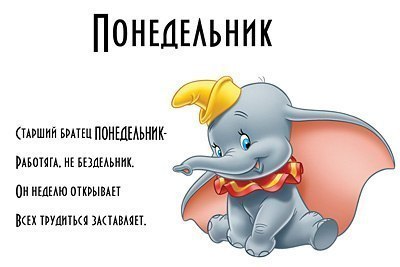 Понедельник
Старший братец ПОНЕДЕЛЬНИК-
Работяга, не бездельник.
Он неделю открывает
Всех трудиться заставляет.